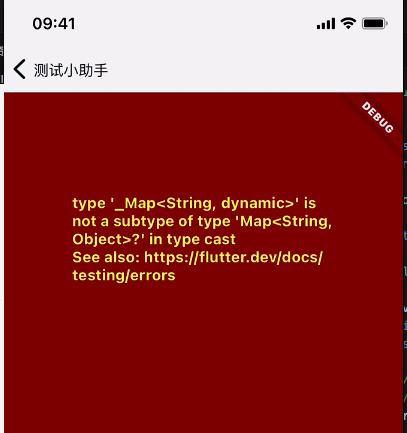 09:41
测试小助手
DEBUG
type '_Map<String, dynamic>' is
not a subtype of type 'Map<String,
Object>?' in type cast
See also: https://flutter.dev/docs/
testing/errors